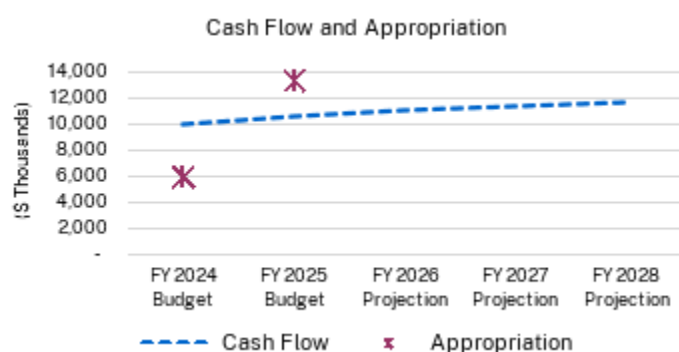 Cash Flow and Appropriation
($ Thousands)
14,000
12,000
10,000
8,000
6,000
4,000
2,000
-
FY 2024 Budget
FY 2025 Budget
FY 2026 Projection
FY 2027 Projection
FY 2028 Projection
Cash Flow
Appropriation